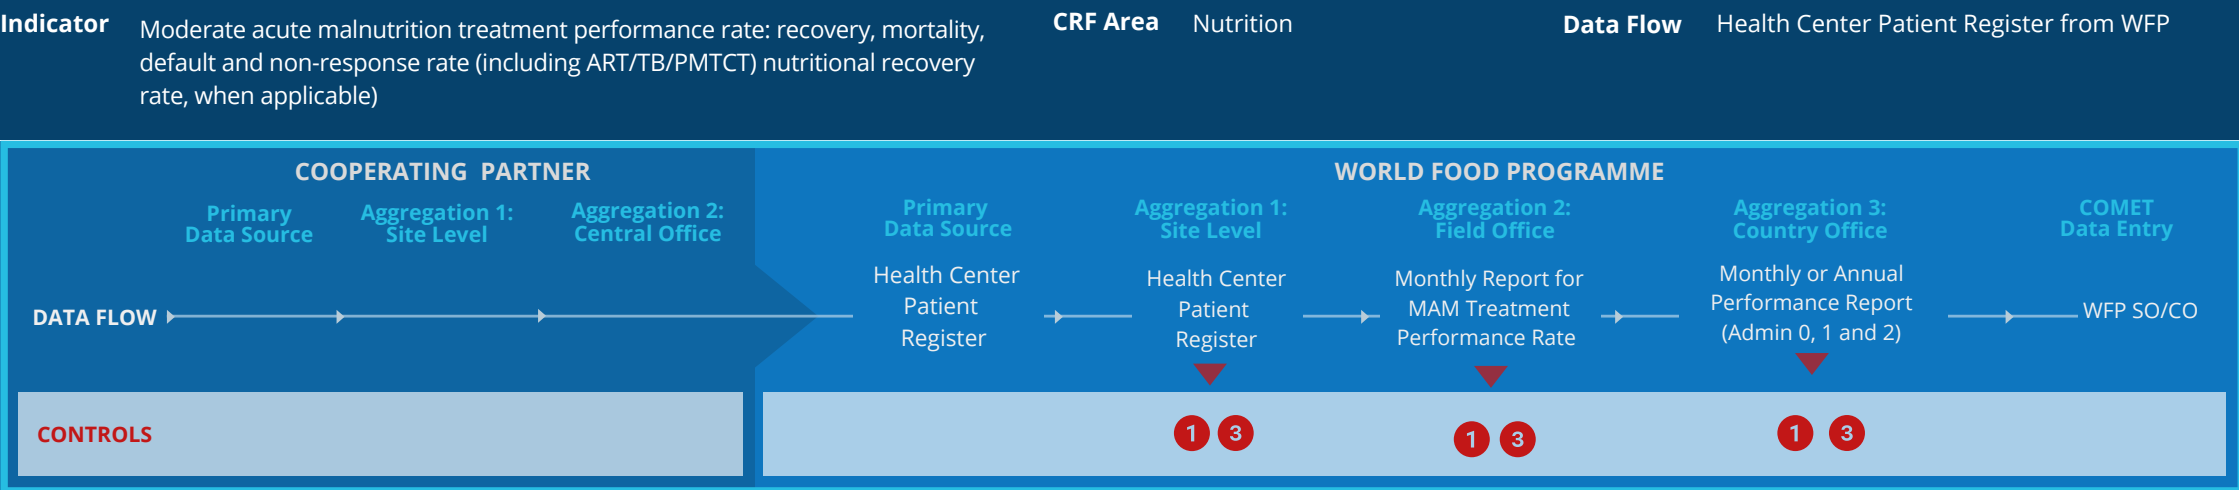 Indicator
Moderate acute malnutrition treatment performance rate: recovery, mortality,
default and non-response rate (including ART/TB/PMTCT) nutritional recovery
rate, when applicable)
CRF Area
Nutrition
Data Flow
Health Center Patient Register from WFP
COOPERATING PARTNER
Primary
Data Source
Aggregation 1:
Site Level
Aggregation 2:
Central Office
WORLD FOOD PROGRAMME
Primary
Data Source
Aggregation 1:
Site Level
Aggregation 2:
Field Office
Aggregation 3:
Country Office
COMET
Data Entry
DATA FLOW
Health Center
Patient
Register
Health Center
Patient
Register
Monthly Report for
MAM Treatment
Performance Rate
Monthly or Annual
Performance Report
(Admin 0, 1 and 2)
WFP SO/CO
CONTROLS
1 3
1 3
1 3